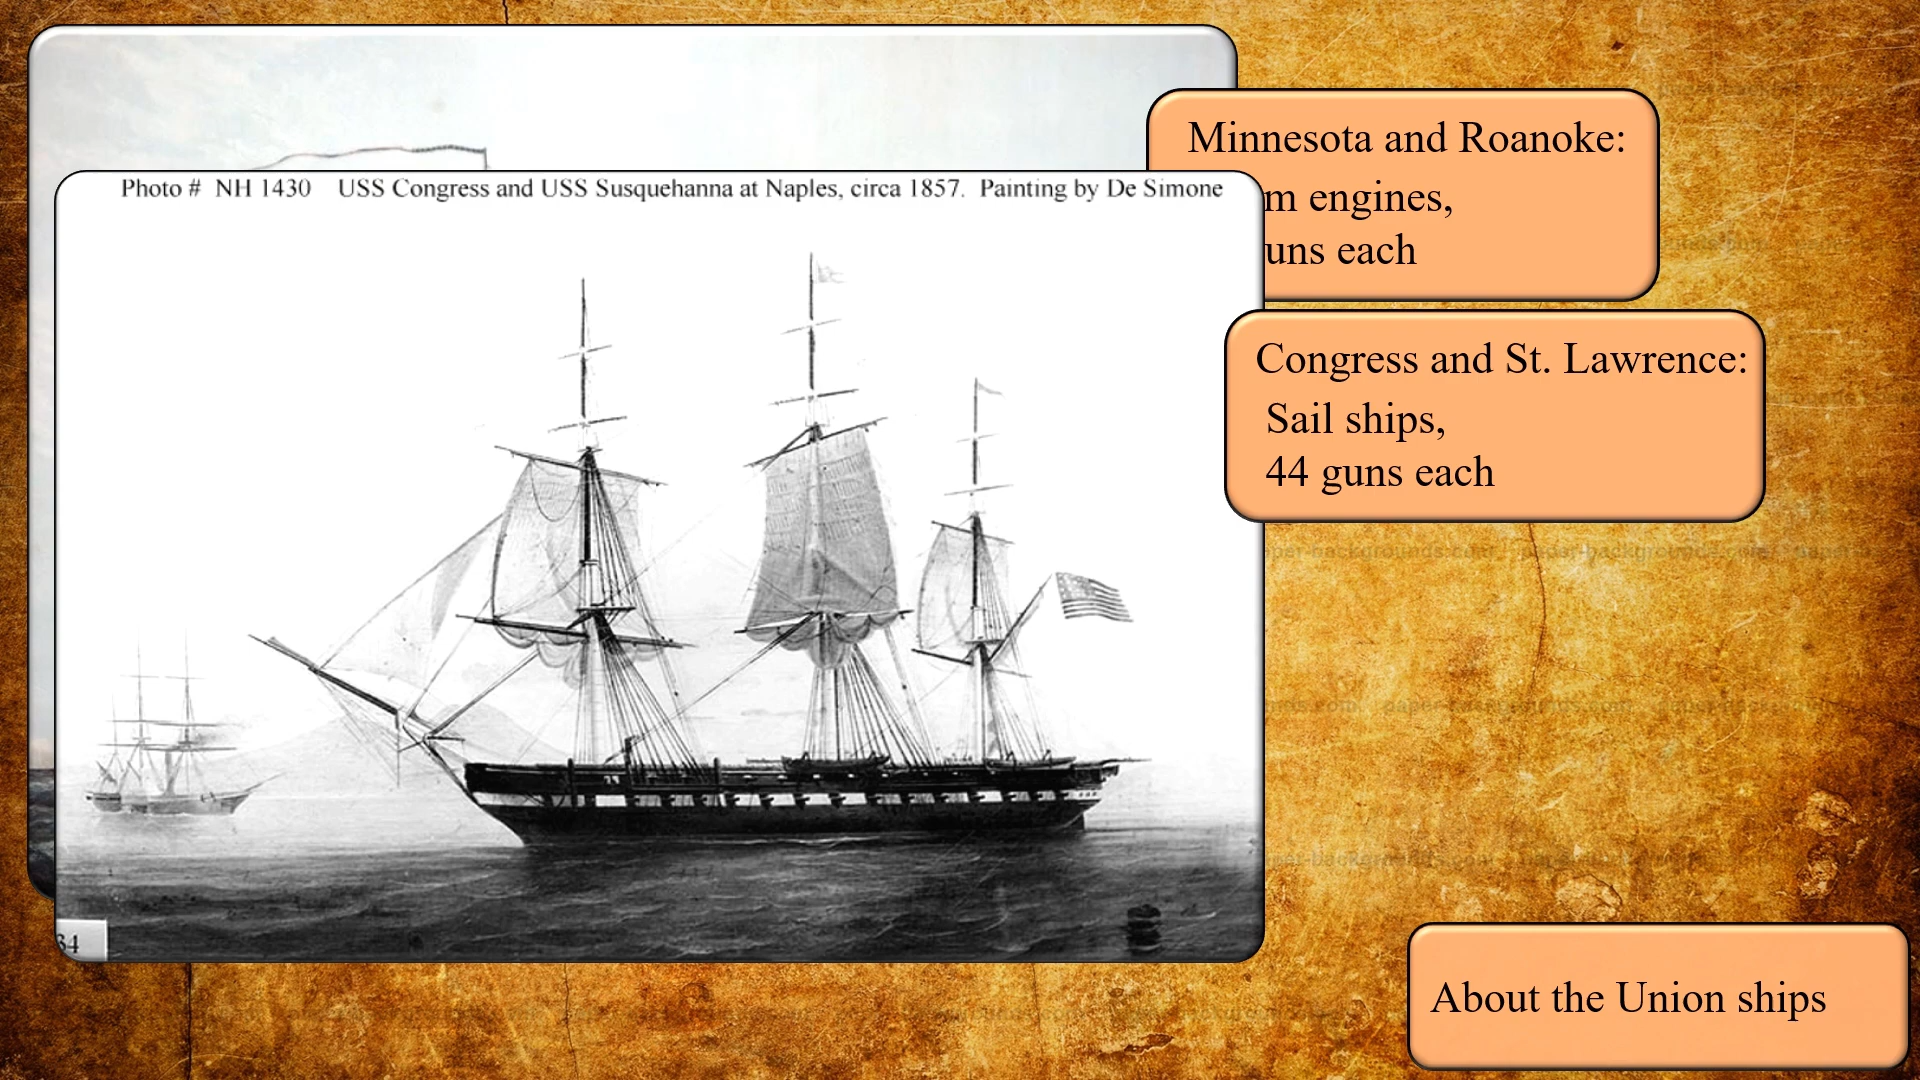 Photo # NH 1430 USS Congress and USS Susquehanna at Naples, circa 1857. Painting by De Simone
Minnesota and Roanoke:
m engines,
uns each
Congress and St. Lawrence:
Sail ships,
44 guns each
34
About the Union ships